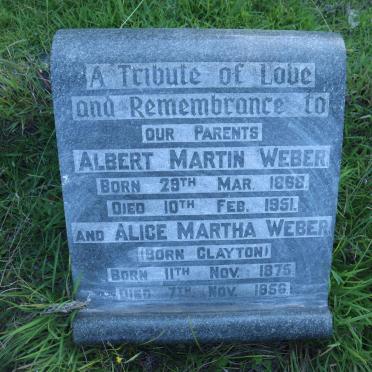 A Tribute of Love
and Remembrance to
OUR PARENTS
ALBERT MARTIN WEBER
BORN 29TH MAR. 1868
DIED 10TH FEB. 1951.
AND ALICE MARTHA WEBER
(BORN CLAYTON)
BORN 11TH NOV. 1875
DIED 7TH NOV. 1956